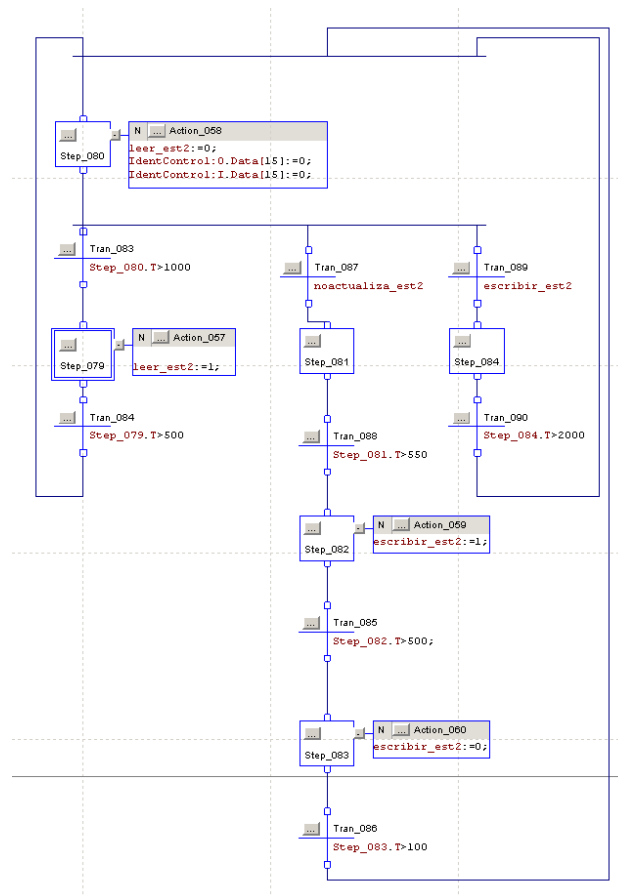 N ... Action_058
...
Step_080
leer_est2:=0;
IdentControl:O.Data[15]:=0;
IdentControl:I.Data[15]:=0;
... Tran_083
Step_080.T>1000
... Tran_087
noactualiza_est2
... Tran_089
escribir_est2
...
Step_079
N ... Action_057
leer_est2:=1;
...
Step_081
...
Step_084
... Tran_084
Step_079.T>500
... Tran_088
Step_081.T>550
... Tran_090
Step_084.T>2000
...
Step_082
N ... Action_059
escribir_est2:=1;
... Tran_085
Step_082.T>500;
...
Step_083
N ... Action_060
escribir_est2:=0;
... Tran_086
Step_083.T>100